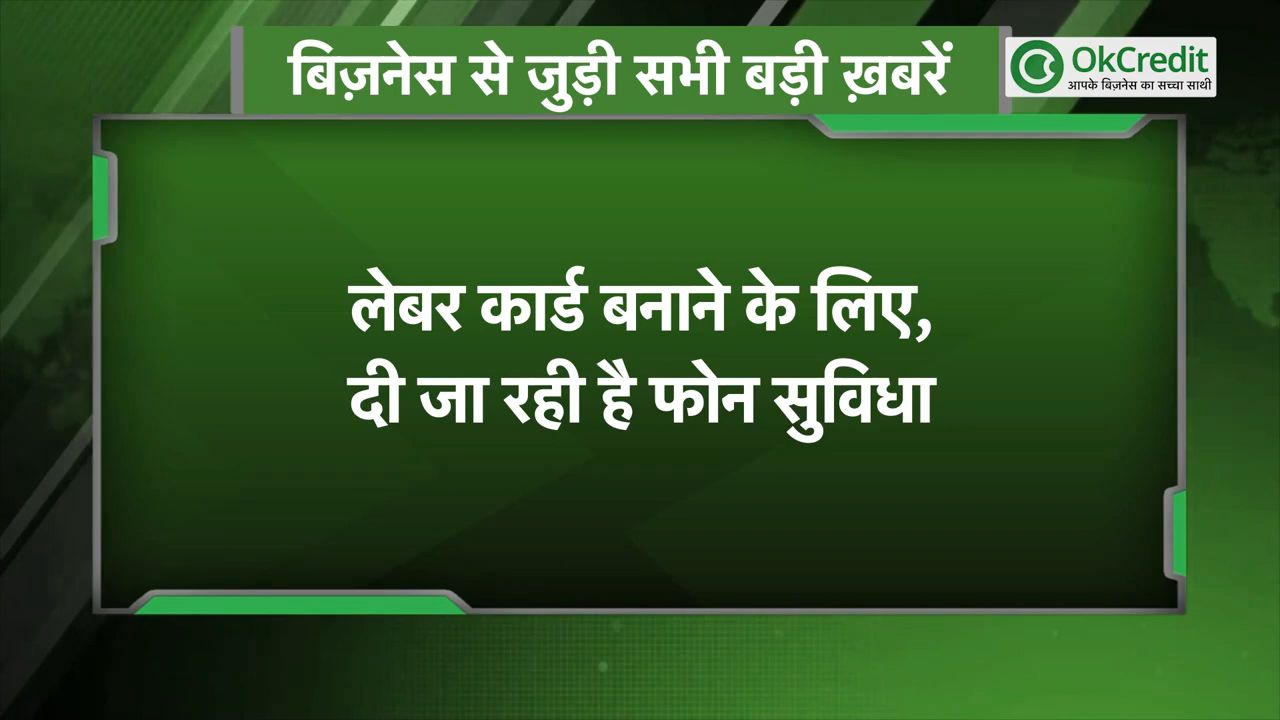 बिज़नेस से जुड़ी सभी बड़ी ख़बरें
OkCredit
आपके बिज़नेस का सच्चा साथी
लेबर कार्ड बनाने के लिए,
दी जा रही है फोन सुविधा